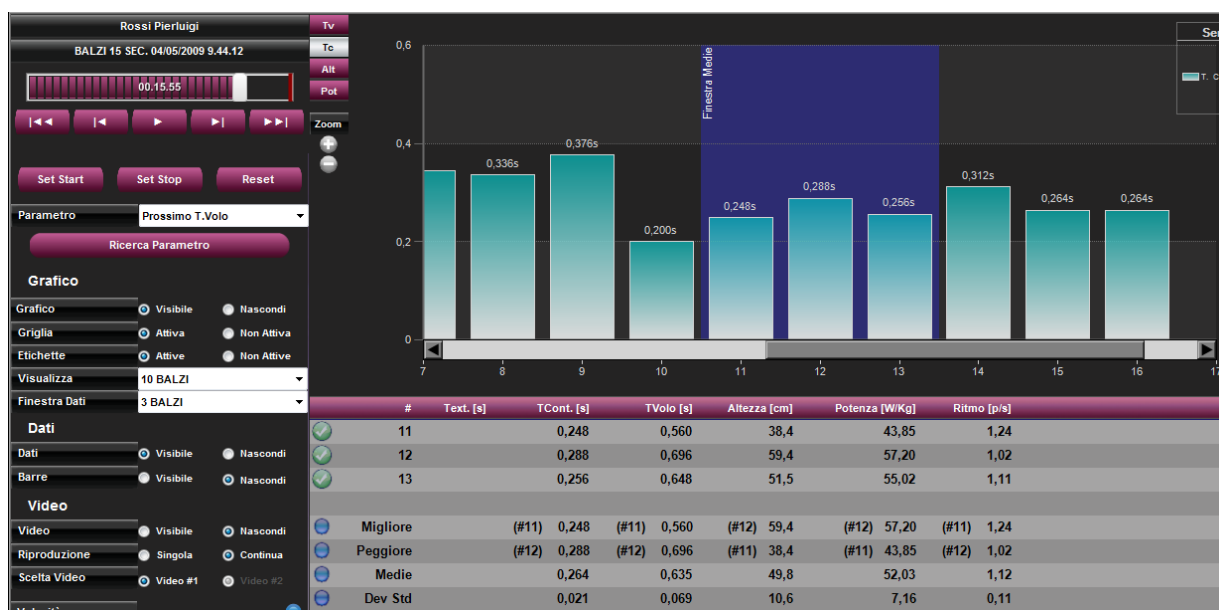 Rossi Pierluigi
BALZI 15 SEC. 04/05/2009 9.44.12
00.15.55
Set Start Set Stop Reset
Parametro Prossimo T.Volo
Ricerca Parametro
Grafico
Grafico Visibile Nascondi
Griglia Attiva Non Attiva
Etichette Attive Non Attive
Visualizza 10 BALZI
Finestra Dati 3 BALZI
Dati
Dati Visibile Nascondi
Barre Visibile Nascondi
Video
Video Visibile Nascondi
Riproduzione Singola Continua
Scelta Video Video #1 Video #2
Tv
Tc
Alt
Pot
Zoom
0,6
0,4
0,2
0
Finestra Medie
0,336s
0,376s
0,200s
0,248s
0,288s
0,256s
0,312s
0,264s
0,264s
7 8 9 10 11 12 13 14 15 16 17
Ser
T. C
# Text. [s] TCont. [s] TVolo [s] Altezza [cm] Potenza [W/Kg] Ritmo [p/s]
11 0,248 0,560 38,4 43,85 1,24
12 0,288 0,696 59,4 57,20 1,02
13 0,256 0,648 51,5 55,02 1,11
Migliore (#11) 0,248 (#11) 0,560 (#12) 59,4 (#12) 57,20 (#11) 1,24
Peggiore (#12) 0,288 (#12) 0,696 (#11) 38,4 (#11) 43,85 (#12) 1,02
Medie 0,264 0,635 49,8 52,03 1,12
Dev Std 0,021 0,069 10,6 7,16 0,11